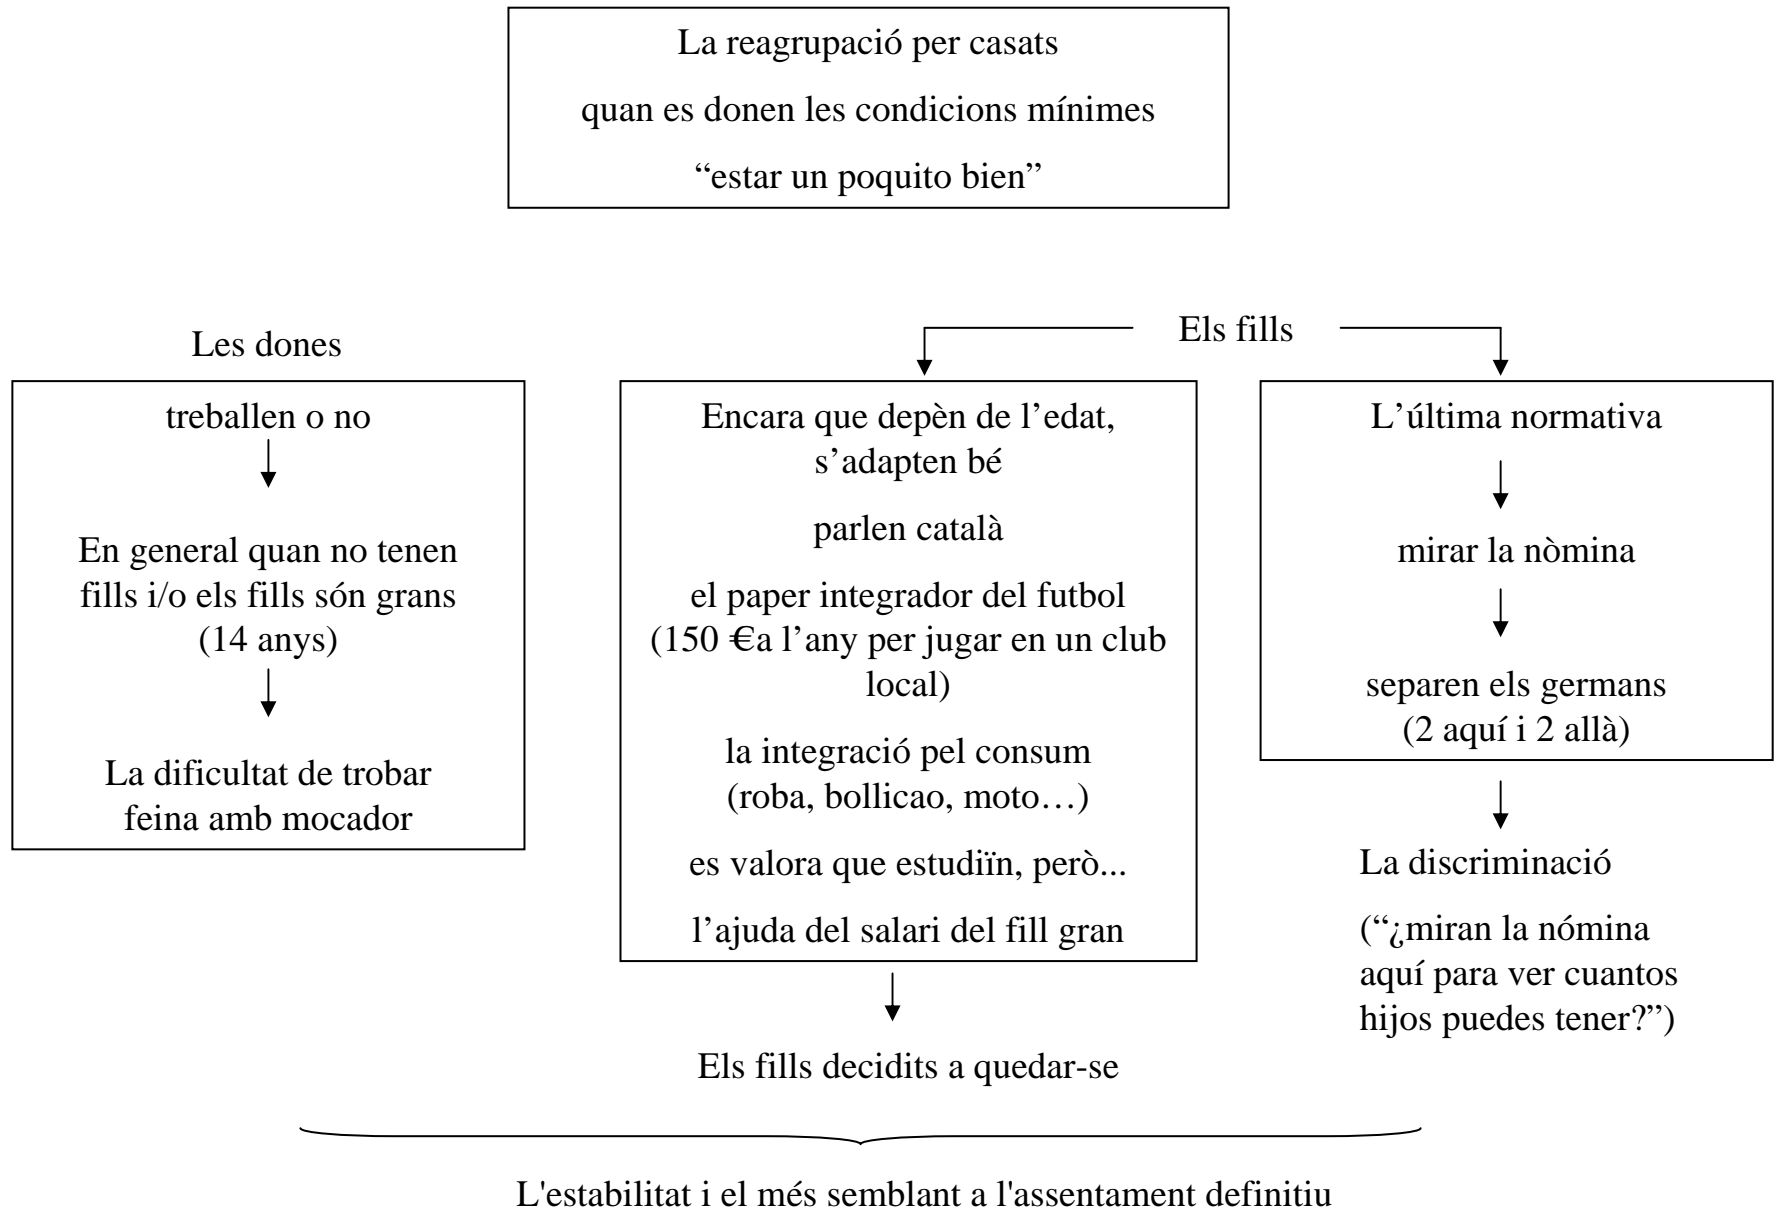 La reagrupació per casats
quan es donen les condicions mínimes
“estar un poquito bien”
Les dones
treballen o no
En general quan no tenen
fills i/o els fills són grans
(14 anys)
La dificultat de trobar
feina amb mocador
Els fills
Encara que depèn de l’edat,
s’adapten bé
parlen català
el paper integrador del futbol
(150 €a l’any per jugar en un club
local)
la integració pel consum
(roba, bollicao, moto…)
es valora que estudiïn, però...
l’ajuda del salari del fill gran
Els fills decidits a quedar-se
L’última normativa
mirar la nòmina
separen els germans
(2 aquí i 2 allà)
La discriminació
(“¿miran la nómina
aquí para ver cuantos
hijos puedes tener?”)
L'estabilitat i el més semblant a l'assentament definitiu